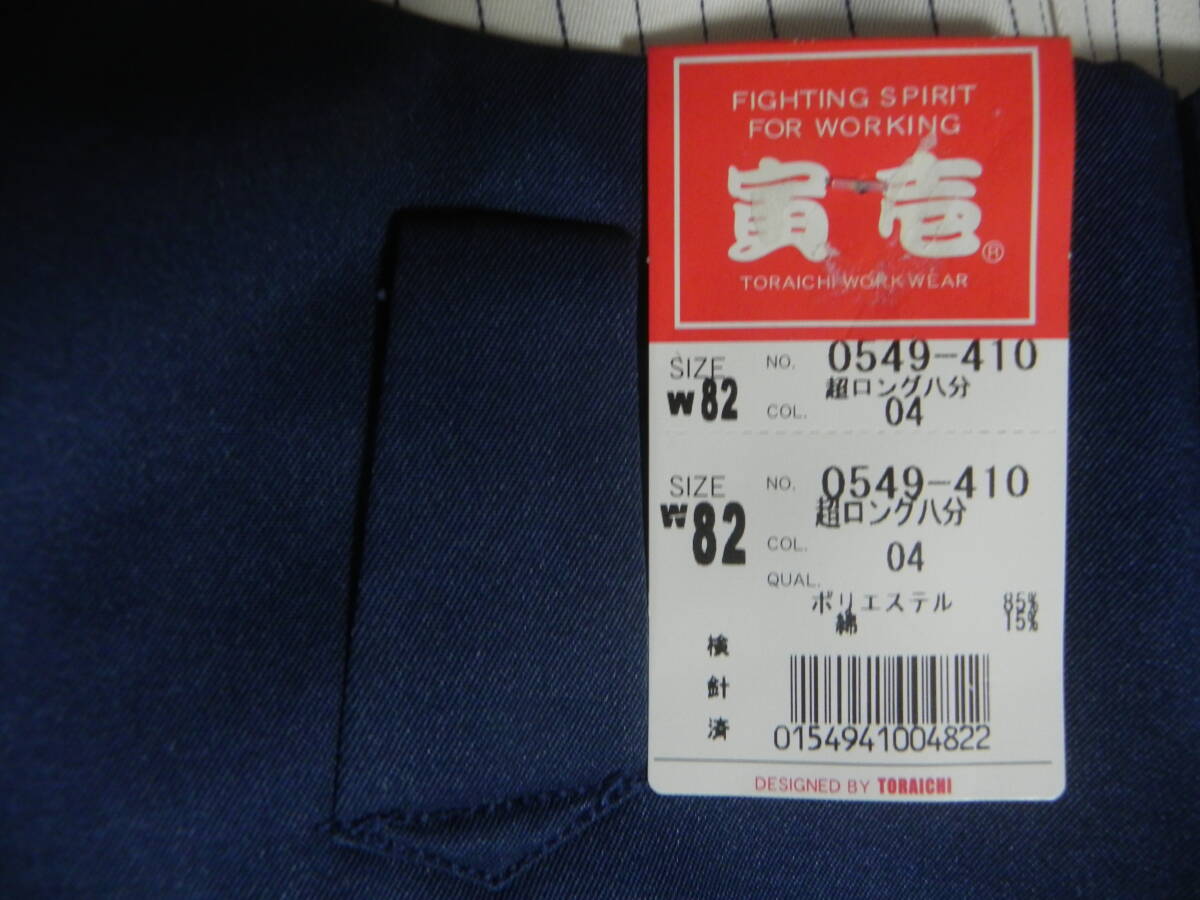 FIGHTING SPIRIT
FOR WORKING
寅壱®
TORAICHI WORK WEAR
SIZE NO. 0549-410
超ロング八分
W82 COL. 04
SIZE NO. 0549-410
超ロング八分
W82
COL. 04
QUAL.
ポリエステル 85%
綿 15%
検針済
0154941004822
DESIGNED BY TORAICHI